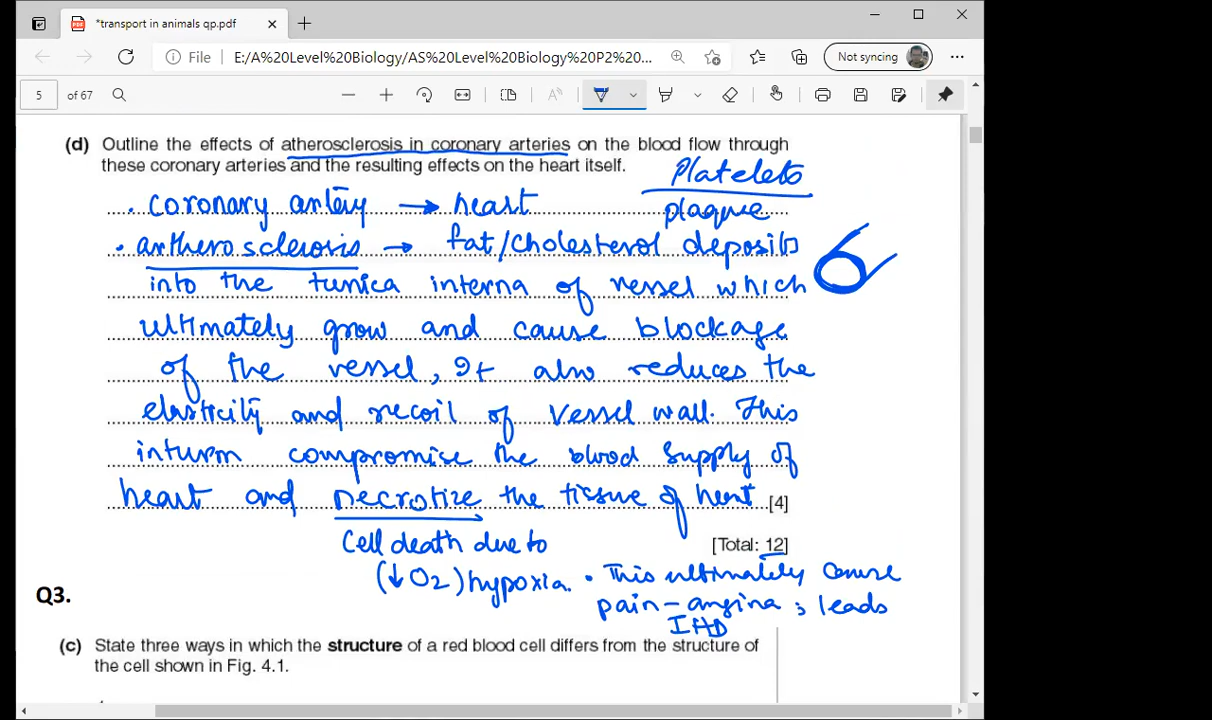 *transport in animals qp.pdf
File
E:/A%20Level%20Biology/AS%20Level%20Biology%20P2%20...
Not syncing
5
of 67
(d) Outline the effects of atherosclerosis in coronary arteries on the blood flow through
these coronary arteries and the resulting effects on the heart itself.
Platelets
plaque
• coronary artery → heart
• antherosclerosis → fat/cholesterol deposits
into the tunica interna of vessel which
ultimately grow and cause blockage
of the vessel, It also reduces the
elasticity and recoil of vessel wall. This
inturn compromise the blood supply of
heart and necrotize the tissue of heart [4]
Cell death due to
(↓O2) hypoxia.
[Total: 12]
• This ultimately cause
pain - angina ; leads
IHD
Q3.
(c) State three ways in which the structure of a red blood cell differs from the structure of
the cell shown in Fig. 4.1.